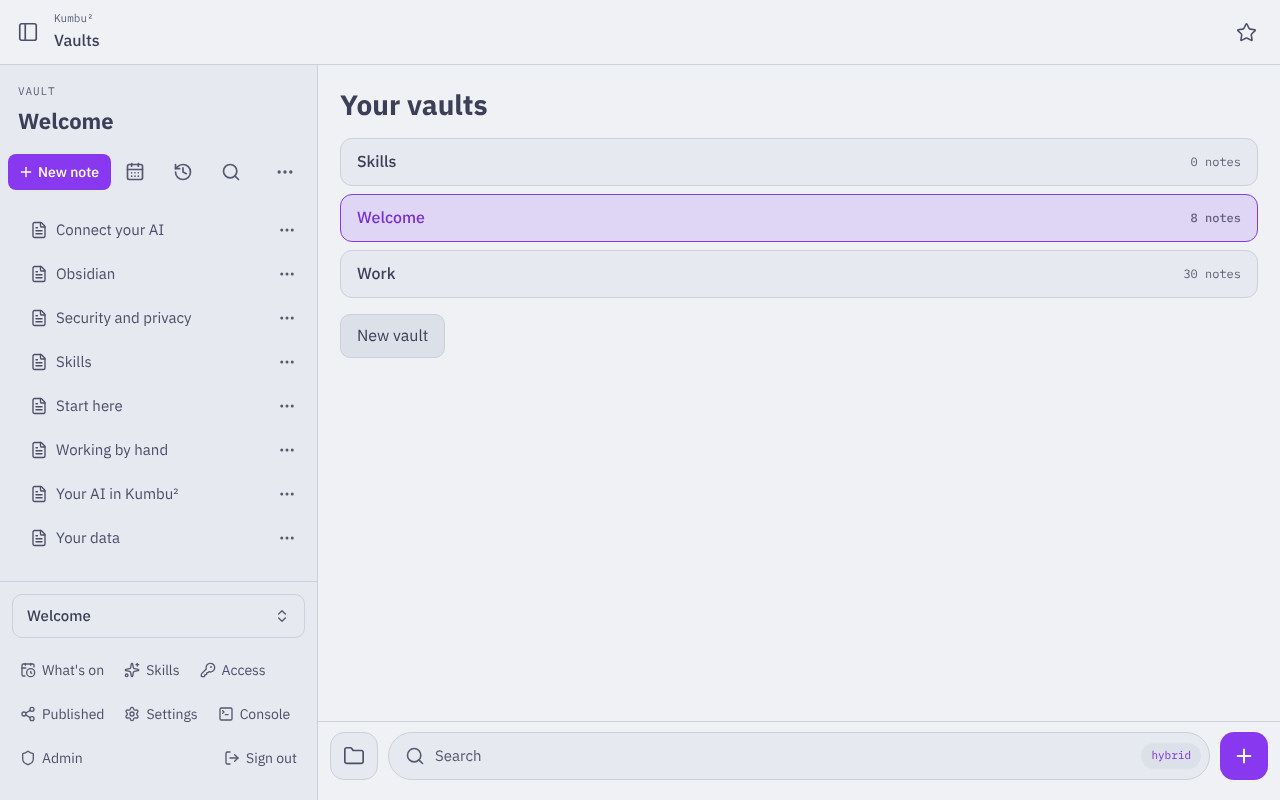 Kumbu²
Vaults
VAULT
Welcome
New note
Connect your AI
Obsidian
Security and privacy
Skills
Start here
Working by hand
Your AI in Kumbu²
Your data
Welcome
What's on
Skills
Access
Published
Settings
Console
Admin
Sign out
Your vaults
Skills
0 notes
Welcome
8 notes
Work
30 notes
New vault
Search
hybrid